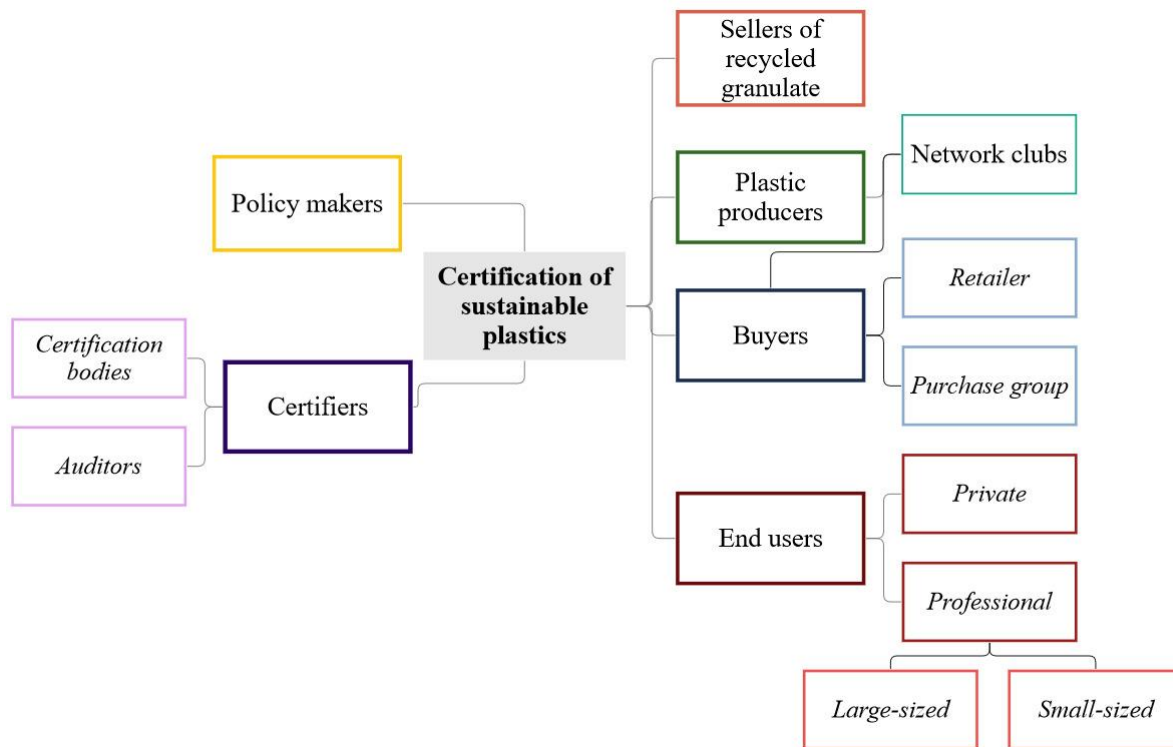 Sellers of
recycled
granulate
Network clubs
Policy makers
Plastic
producers
Certification of
sustainable
plastics
Retailer
Buyers
Certification
bodies
Purchase group
Certifiers
Auditors
Private
End users
Professional
Large-sized
Small-sized